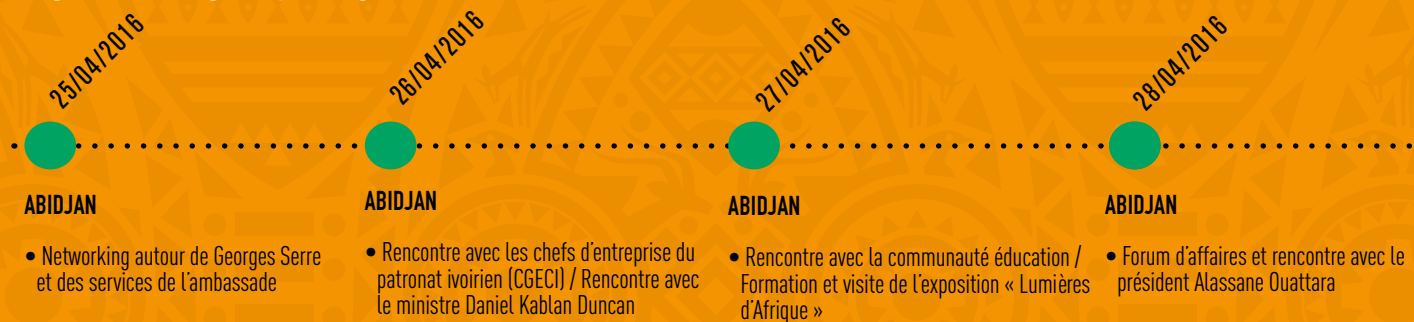 25/04/2016
ABIDJAN
• Networking autour de Georges Serre
et des services de l’ambassade
26/04/2016
ABIDJAN
• Rencontre avec les chefs d’entreprise du
patronat ivoirien (CGECI) / Rencontre avec
le ministre Daniel Kablan Duncan
27/04/2016
ABIDJAN
• Rencontre avec la communauté éducation /
Formation et visite de l’exposition « Lumières
d’Afrique »
28/04/2016
ABIDJAN
• Forum d’affaires et rencontre avec le
président Alassane Ouattara